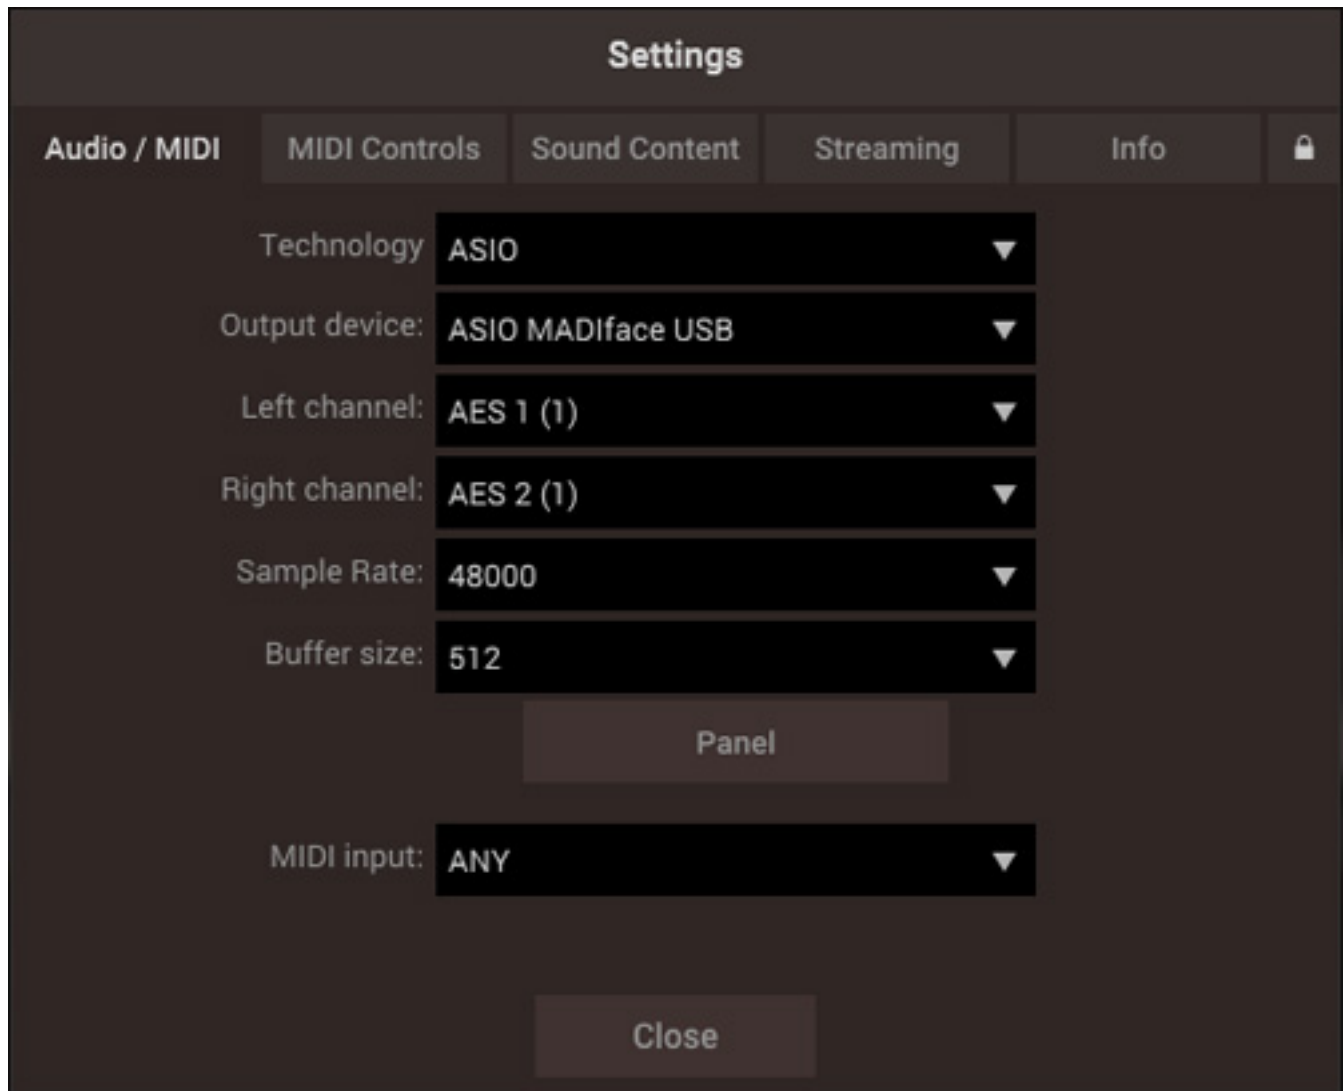 Settings
Audio / MIDI MIDI Controls Sound Content Streaming Info
Technology ASIO
Output device: ASIO MADIface USB
Left channel: AES 1 (1)
Right channel: AES 2 (1)
Sample Rate: 48000
Buffer size: 512
Panel
MIDI input: ANY
Close